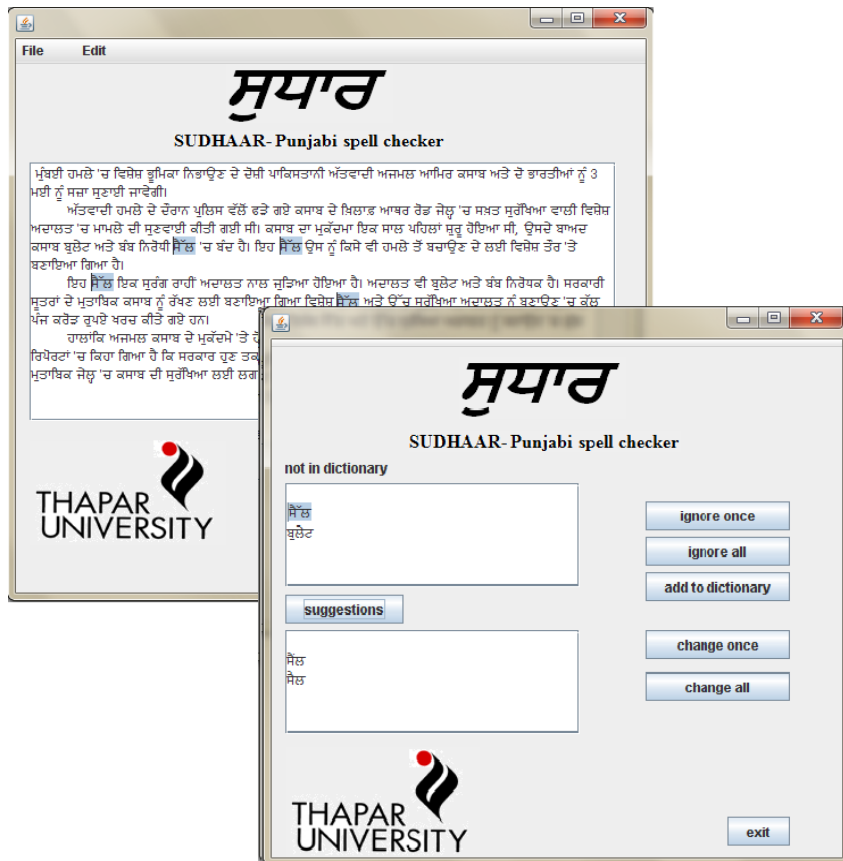 File Edit
ਸੁਧਾਰ
SUDHAAR- Punjabi spell checker
ਮੁੰਬਈ ਹਮਲੇ 'ਚ ਵਿਸ਼ੇਸ਼ ਭੂਮਿਕਾ ਨਿਭਾਉਣ ਦੇ ਦੋਸ਼ੀ ਪਾਕਿਸਤਾਨੀ ਅੱਤਵਾਦੀ ਅਜਮਲ ਆਮਿਰ ਕਸਾਬ ਅਤੇ ਦੋ ਭਾਰਤੀਆਂ ਨੂੰ 3
ਮਈ ਨੂੰ ਸਜ਼ਾ ਸੁਣਾਈ ਜਾਵੇਗੀ।
ਅੱਤਵਾਦੀ ਹਮਲੇ ਦੇ ਦੌਰਾਨ ਪੁਲਿਸ ਵੱਲੋਂ ਫੜੇ ਗਏ ਕਸਾਬ ਦੇ ਖ਼ਿਲਾਫ਼ ਆਥਰ ਰੋਡ ਜੇਲ੍ਹ 'ਚ ਸਖ਼ਤ ਸੁਰੱਖਿਆ ਵਾਲੀ ਵਿਸ਼ੇਸ਼
ਅਦਾਲਤ 'ਚ ਮਾਮਲੇ ਦੀ ਸੁਣਵਾਈ ਕੀਤੀ ਗਈ ਸੀ। ਕਸਾਬ ਦਾ ਮੁਕੱਦਮਾ ਇਕ ਸਾਲ ਪਹਿਲਾਂ ਸ਼ੁਰੂ ਹੋਇਆ ਸੀ, ਉਸਦੇ ਬਾਅਦ
ਕਸਾਬ ਬੁਲੇਟ ਅਤੇ ਬੰਬ ਨਿਰੋਧੀ ਸੈੱਲ 'ਚ ਬੰਦ ਹੈ। ਇਹ ਸੈੱਲ ਉਸ ਨੂੰ ਕਿਸੇ ਵੀ ਹਮਲੇ ਤੋਂ ਬਚਾਉਣ ਦੇ ਲਈ ਵਿਸ਼ੇਸ਼ ਤੌਰ 'ਤੇ
ਬਣਾਇਆ ਗਿਆ ਹੈ।
ਇਹ ਸੈੱਲ ਇਕ ਸੁਰੰਗ ਰਾਹੀਂ ਅਦਾਲਤ ਨਾਲ ਜੁੜਿਆ ਹੋਇਆ ਹੈ। ਅਦਾਲਤ ਵੀ ਬੁਲੇਟ ਅਤੇ ਬੰਬ ਨਿਰੋਧਕ ਹੈ। ਸਰਕਾਰੀ
ਸੂਤਰਾਂ ਦੇ ਮੁਤਾਬਿਕ ਕਸਾਬ ਨੂੰ ਰੱਖਣ ਲਈ ਬਣਾਇਆ ਗਿਆ ਵਿਸ਼ੇਸ਼ ਸੈੱਲ ਅਤੇ ਉੱਚ ਸੁਰੱਖਿਆ ਅਦਾਲਤ ਨੂੰ ਬਣਾਉਣ 'ਚ ਕੁੱਲ
ਪੰਜ ਕਰੋੜ ਰੁਪਏ ਖਰਚ ਕੀਤੇ ਗਏ ਹਨ।
ਹਾਲਾਂਕਿ ਅਜਮਲ ਕਸਾਬ ਦੇ ਮੁਕੱਦਮੇ 'ਤੇ
ਰਿਪੋਰਟਾਂ 'ਚ ਕਿਹਾ ਗਿਆ ਹੈ ਕਿ ਸਰਕਾਰ ਹੁਣ ਤਕ
ਮੁਤਾਬਿਕ ਜੇਲ੍ਹ 'ਚ ਕਸਾਬ ਦੀ ਸੁਰੱਖਿਆ ਲਈ
THAPAR
UNIVERSITY
ਸੁਧਾਰ
SUDHAAR- Punjabi spell checker
not in dictionary
ਸੈੱਲ
ਬੁਲੇਟ
ignore once
ignore all
add to dictionary
suggestions
ਸੈੱਲ
ਸੈਲ
change once
change all
THAPAR
UNIVERSITY
exit